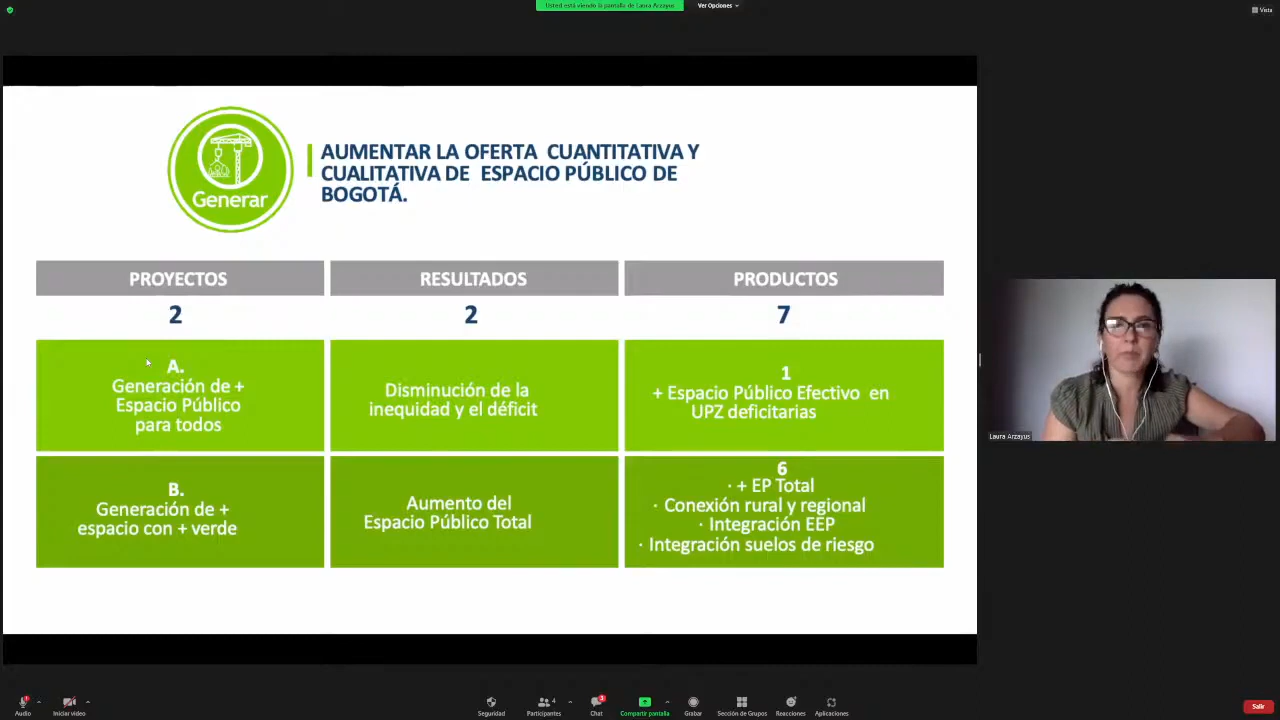 Usted está viendo la pantalla de Laura Arzayus
Ver Opciones
Vista
Generar
AUMENTAR LA OFERTA CUANTITATIVA Y
CUALITATIVA DE ESPACIO PÚBLICO DE
BOGOTÁ.
PROYECTOS
RESULTADOS
PRODUCTOS
2
2
7
A.
Generación de +
Espacio Público
para todos
Disminución de la
inequidad y el déficit
1
+ Espacio Público Efectivo en
UPZ deficitarias
B.
Generación de +
espacio con + verde
Aumento del
Espacio Público Total
6
· + EP Total
· Conexión rural y regional
· Integración EEP
· Integración suelos de riesgo
Laura Arzayus
Audio
Iniciar video
Seguridad
4
Participantes
3
Chat
Compartir pantalla
Grabar
Sección de Grupos
Reacciones
Aplicaciones
Salir